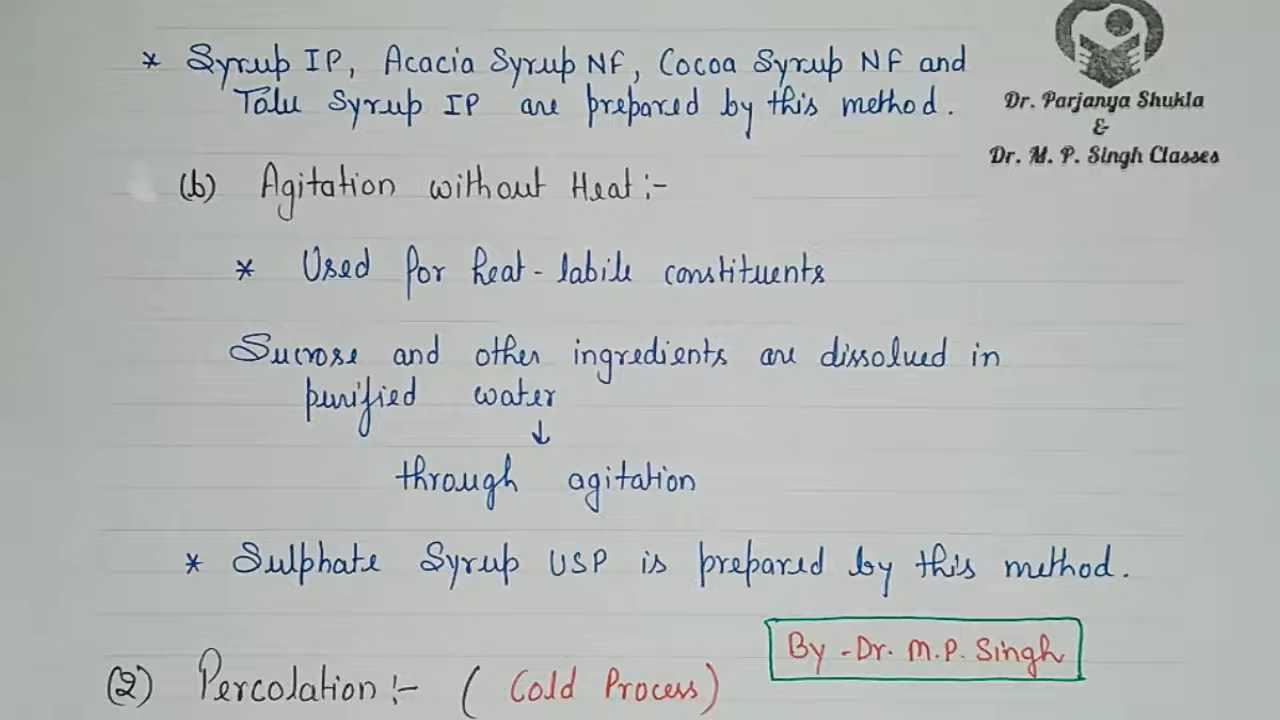 * Syrup IP, Acacia Syrup NF, Cocoa Syrup NF and
Tolu Syrup IP are prepared by this method.
Dr. Parjanya Shukla
&
Dr. M. P. Singh Classes
(b) Agitation without Heat :-
* Used for heat-labile constituents
Sucrose and other ingredients are dissolved in
purified water
↓
through agitation
* Sulphate Syrup USP is prepared by this method.
By - Dr. M.P. Singh
(2) Percolation :- ( Cold Process)